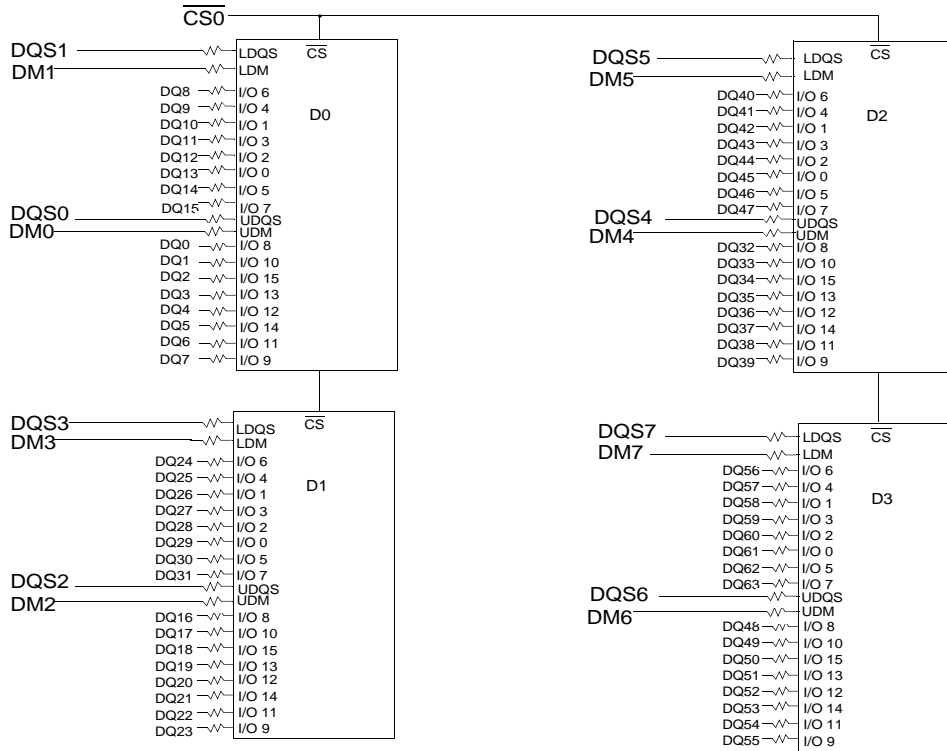 CS0
DQS1
LDQS
CS
DM1
LDM
D0
DQ8 I/O 6
DQ9 I/O 4
DQ10 I/O 1
DQ11 I/O 3
DQ12 I/O 2
DQ13 I/O 0
DQ14 I/O 5
DQ15 I/O 7
DQS0 UDQS
DM0 UDM
DQ0 I/O 8
DQ1 I/O 10
DQ2 I/O 15
DQ3 I/O 13
DQ4 I/O 12
DQ5 I/O 14
DQ6 I/O 11
DQ7 I/O 9
DQS3 LDQS
CS
DM3 LDM
D1
DQ24 I/O 6
DQ25 I/O 4
DQ26 I/O 1
DQ27 I/O 3
DQ28 I/O 2
DQ29 I/O 0
DQ30 I/O 5
DQ31 I/O 7
DQS2 UDQS
DM2 UDM
DQ16 I/O 8
DQ17 I/O 10
DQ18 I/O 15
DQ19 I/O 13
DQ20 I/O 12
DQ21 I/O 14
DQ22 I/O 11
DQ23 I/O 9
DQS5 LDQS
CS
DM5 LDM
D2
DQ40 I/O 6
DQ41 I/O 4
DQ42 I/O 1
DQ43 I/O 3
DQ44 I/O 2
DQ45 I/O 0
DQ46 I/O 5
DQ47 I/O 7
DQS4 UDQS
DM4 UDM
DQ32 I/O 8
DQ33 I/O 10
DQ34 I/O 15
DQ35 I/O 13
DQ36 I/O 12
DQ37 I/O 14
DQ38 I/O 11
DQ39 I/O 9
DQS7 LDQS
CS
DM7 LDM
D3
DQ56 I/O 6
DQ57 I/O 4
DQ58 I/O 1
DQ59 I/O 3
DQ60 I/O 2
DQ61 I/O 0
DQ62 I/O 5
DQ63 I/O 7
DQS6 UDQS
DM6 UDM
DQ48 I/O 8
DQ49 I/O 10
DQ50 I/O 15
DQ51 I/O 13
DQ52 I/O 12
DQ53 I/O 14
DQ54 I/O 11
DQ55 I/O 9